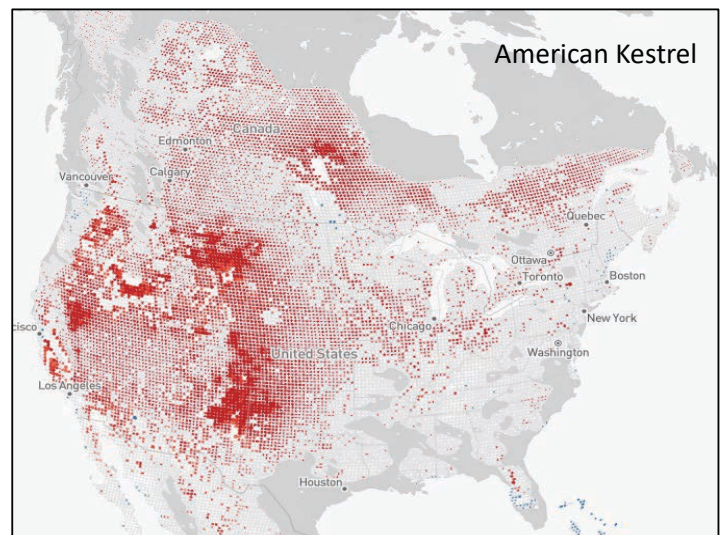 American Kestrel
Canada
Edmonton
Calgary
Vancouver
Quebec
Ottawa
Toronto
Boston
Chicago
New York
cisco
United States
Washington
Los Angeles
Houston